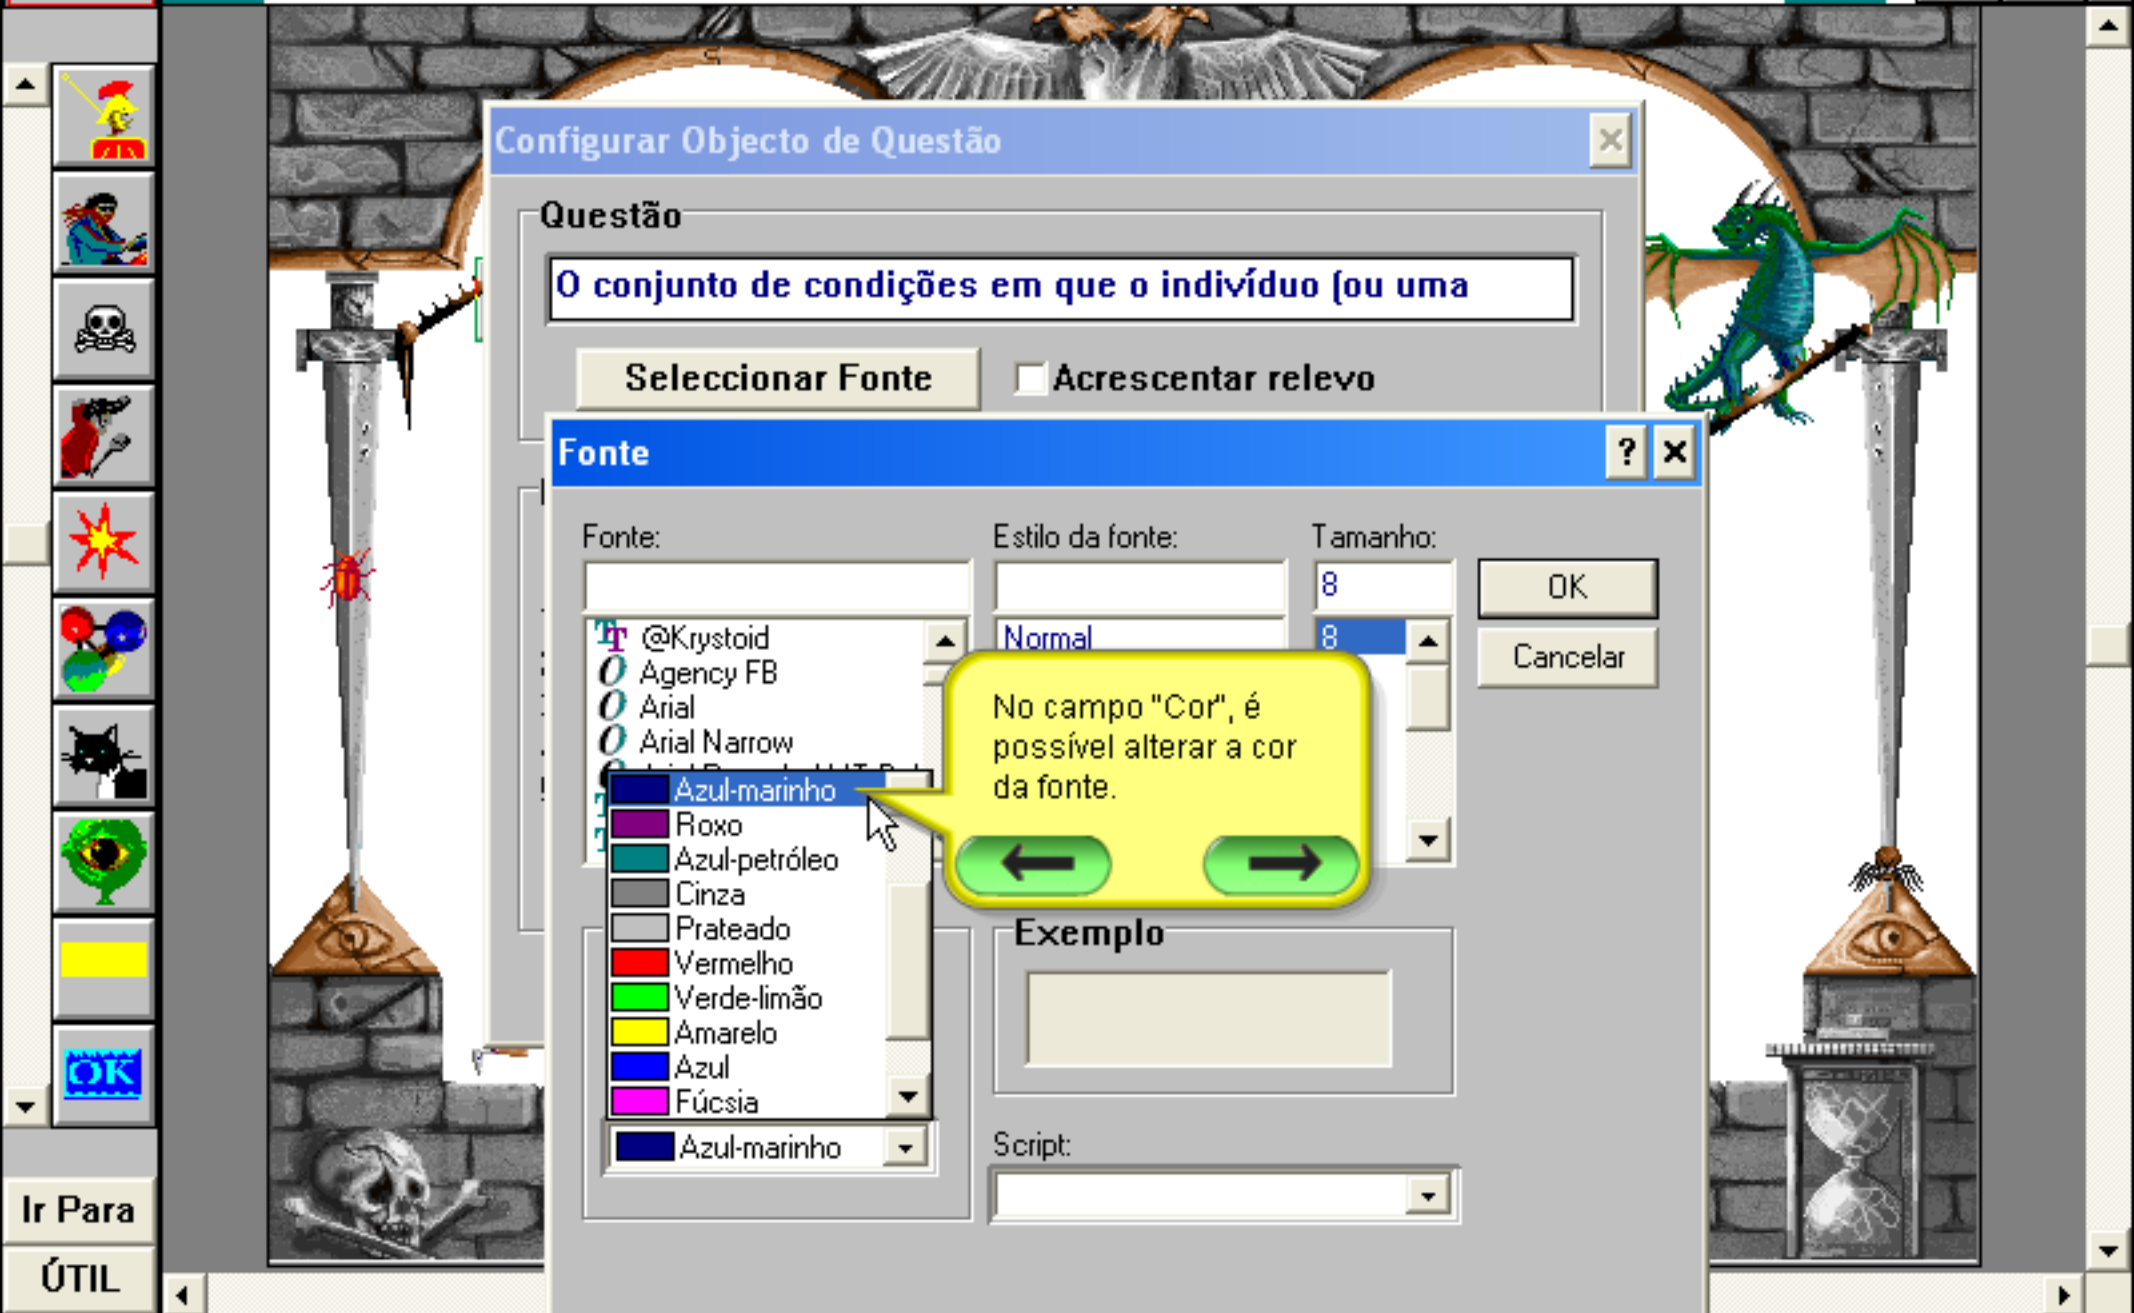 Configurar Objecto de Questão
Questão
O conjunto de condições em que o indivíduo (ou uma
Seleccionar Fonte
Acrescentar relevo
Fonte
Fonte:
Estilo da fonte:
Tamanho:
8
OK
@Krystoid
Normal
8
Cancelar
Agency FB
Arial
Arial Narrow
No campo "Cor", é
possível alterar a cor
da fonte.
Azul-marinho
Roxo
Azul-petróleo
Cinza
Prateado
Vermelho
Verde-limão
Amarelo
Azul
Fúcsia
Azul-marinho
Exemplo
Script:
OK
Ir Para
ÚTIL